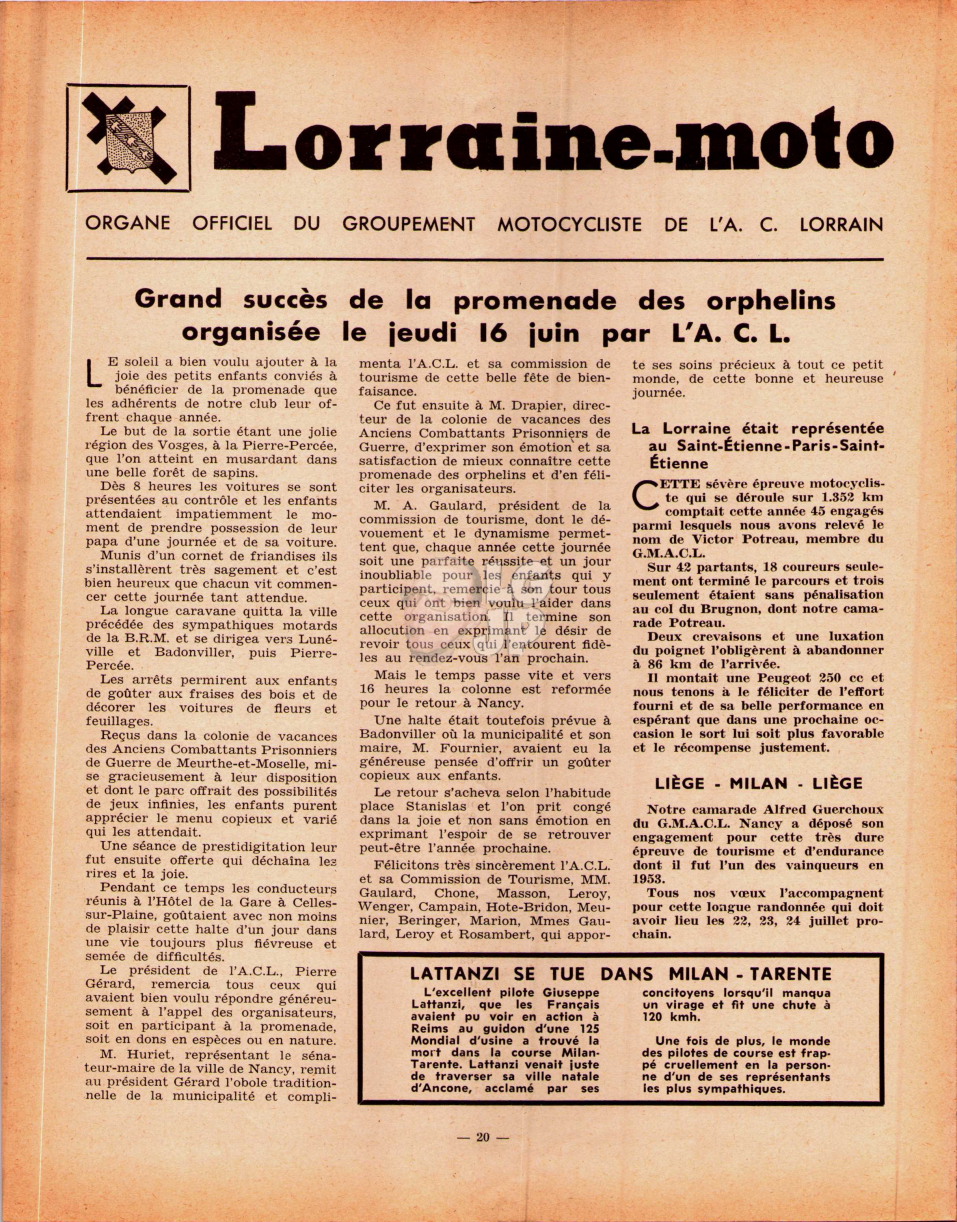 Lorraine-moto
ORGANE OFFICIEL DU GROUPEMENT MOTOCYCLISTE DE L'A. C. LORRAIN
Grand succès de la promenade des orphelins
organisée le jeudi 16 juin par L'A. C. L.
LE soleil a bien voulu ajouter à la
joie des petits enfants conviés à
bénéficier de la promenade que
les adhérents de notre club leur of-
frent chaque année.
Le but de la sortie étant une jolie
région des Vosges, à la Pierre-Percée,
que l'on atteint en musardant dans
une belle forêt de sapins.
Dès 8 heures les voitures se sont
présentées au contrôle et les enfants
attendaient impatiemment le mo-
ment de prendre possession de leur
papa d'une journée et de sa voiture.
Munis d'un cornet de friandises ils
s'installèrent très sagement et c'est
bien heureux que chacun vit commen-
cer cette journée tant attendue.
La longue caravane quitta la ville
précédée des sympathiques motards
de la B.R.M. et se dirigea vers Luné-
ville et Badonviller, puis Pierre-
Percée.
Les arrêts permirent aux enfants
de goûter aux fraises des bois et de
décorer les voitures de fleurs et
feuillages.
Reçus dans la colonie de vacances
des Anciens Combattants Prisonniers
de Guerre de Meurthe-et-Moselle, mi-
se gracieusement à leur disposition
et dont le parc offrait des possibilités
de jeux infinies, les enfants purent
apprécier le menu copieux et varié
qui les attendait.
Une séance de prestidigitation leur
fut ensuite offerte qui déchaîna les
rires et la joie.
Pendant ce temps les conducteurs
réunis à l'Hôtel de la Gare à Celles-
sur-Plaine, goûtaient avec non moins
de plaisir cette halte d'un jour dans
une vie toujours plus fiévreuse et
semée de difficultés.
Le président de l'A.C.L., Pierre
Gérard, remercia tous ceux qui
avaient bien voulu répondre généreu-
sement à l'appel des organisateurs,
soit en participant à la promenade,
soit en dons en espèces ou en nature.
M. Huriet, représentant le séna-
teur-maire de la ville de Nancy, remit
au président Gérard l'obole tradition-
nelle de la municipalité et compli-
menta l'A.C.L. et sa commission de
tourisme de cette belle fête de bien-
faisance.
Ce fut ensuite à M. Drapier, direc-
teur de la colonie de vacances des
Anciens Combattants Prisonniers de
Guerre, d'exprimer son émotion et sa
satisfaction de mieux connaître cette
promenade des orphelins et d'en féli-
citer les organisateurs.
M. A. Gaulard, président de la
commission de tourisme, dont le dé-
vouement et le dynamisme permet-
tent que, chaque année cette journée
soit une parfaite réussite et un jour
inoubliable pour les enfants qui y
participent, remercie à son tour tous
ceux qui ont bien voulu l'aider dans
cette organisation. Il termine son
allocution en exprimant le désir de
revoir tous ceux qui l'entourent fidè-
les au rendez-vous l'an prochain.
Mais le temps passe vite et vers
16 heures la colonne est reformée
pour le retour à Nancy.
Une halte était toutefois prévue à
Badonviller où la municipalité et son
maire, M. Fournier, avaient eu la
généreuse pensée d'offrir un goûter
copieux aux enfants.
Le retour s'acheva selon l'habitude
place Stanislas et l'on prit congé
dans la joie et non sans émotion en
exprimant l'espoir de se retrouver
peut-être l'année prochaine.
Félicitons très sincèrement l'A.C.L.
et sa Commission de Tourisme, MM.
Gaulard, Chone, Masson, Leroy,
Wenger, Campain, Hote-Bridon, Meu-
nier, Beringer, Marion, Mmes Gau-
lard, Leroy et Rosambert, qui appor-
te ses soins précieux à tout ce petit
monde, de cette bonne et heureuse
journée.
La Lorraine était représentée
au Saint-Étienne-Paris-Saint-
Étienne
CETTE sévère épreuve motocyclis-
te qui se déroule sur 1.352 km
comptait cette année 45 engagés
parmi lesquels nous avons relevé le
nom de Victor Potreau, membre du
G.M.A.C.L.
Sur 42 partants, 18 coureurs seule-
ment ont terminé le parcours et trois
seulement étaient sans pénalisation
au col du Brugnon, dont notre cama-
rade Potreau.
Deux crevaisons et une luxation
du poignet l'obligèrent à abandonner
à 86 km de l'arrivée.
Il montait une Peugeot 250 cc et
nous tenons à le féliciter de l'effort
fourni et de sa belle performance en
espérant que dans une prochaine oc-
casion le sort lui soit plus favorable
et le récompense justement.
LIÈGE - MILAN - LIÈGE
Notre camarade Alfred Guerchoux
du G.M.A.C.L. Nancy a déposé son
engagement pour cette très dure
épreuve de tourisme et d'endurance
dont il fut l'un des vainqueurs en
1953.
Tous nos vœux l'accompagnent
pour cette longue randonnée qui doit
avoir lieu les 22, 23, 24 juillet pro-
chain.
LATTANZI SE TUE DANS MILAN - TARENTE
L'excellent pilote Giuseppe
Lattanzi, que les Français
avaient pu voir en action à
Reims au guidon d'une 125
Mondial d'usine a trouvé la
mort dans la course Milan-
Tarente. Lattanzi venait juste
de traverser sa ville natale
d'Ancone, acclamé par ses
concitoyens lorsqu'il manqua
un virage et fit une chute à
120 kmh.
Une fois de plus, le monde
des pilotes de course est frap-
pé cruellement en la person-
ne d'un de ses représentants
les plus sympathiques.
— 20 —